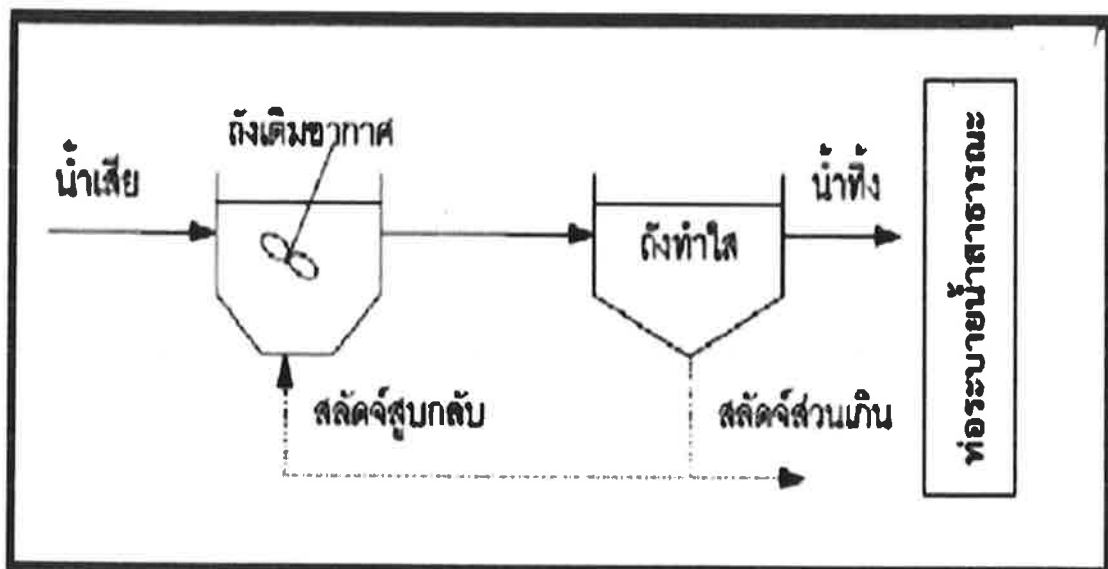 ถังเติมอากาศ
น้ำเสีย
น้ำทิ้ง
ถังทำใส
สลัดจ์สูบกลับ
สลัดจ์ส่วนเกิน
ท่อระบายน้ำสาธารณะ